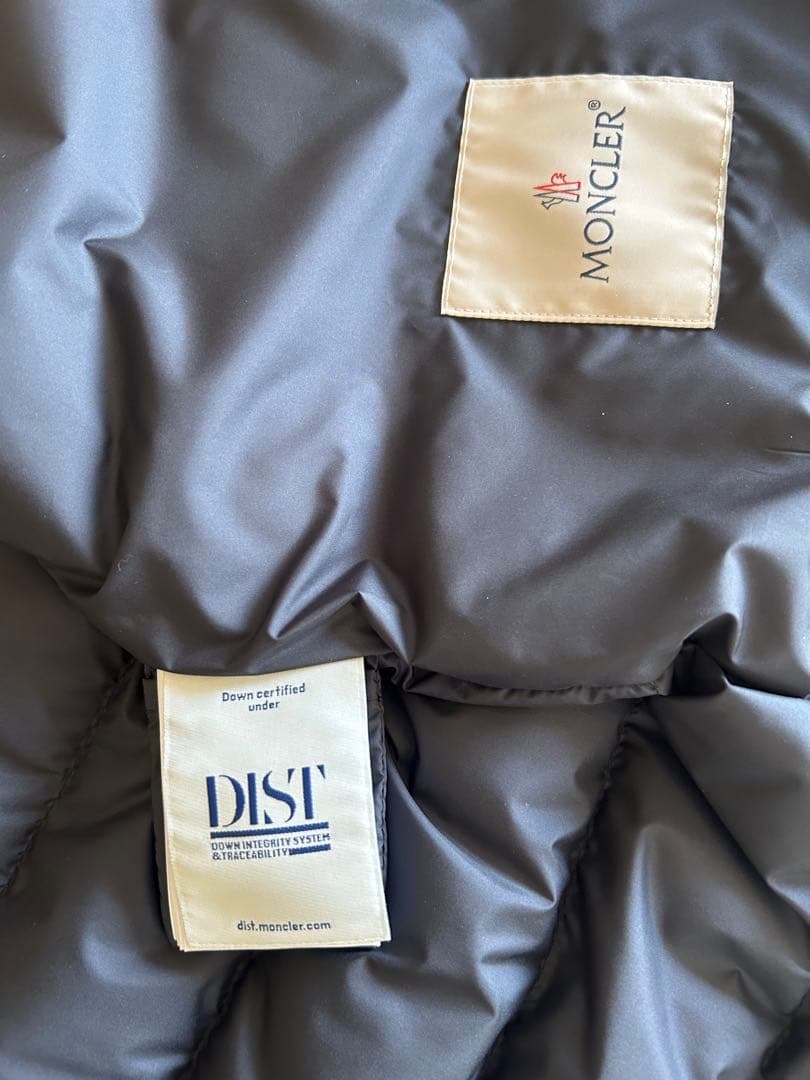 MONCLER®
Down certified
under
DIST
DOWN INTEGRITY SYSTEM
& TRACEABILITY
dist.moncler.com